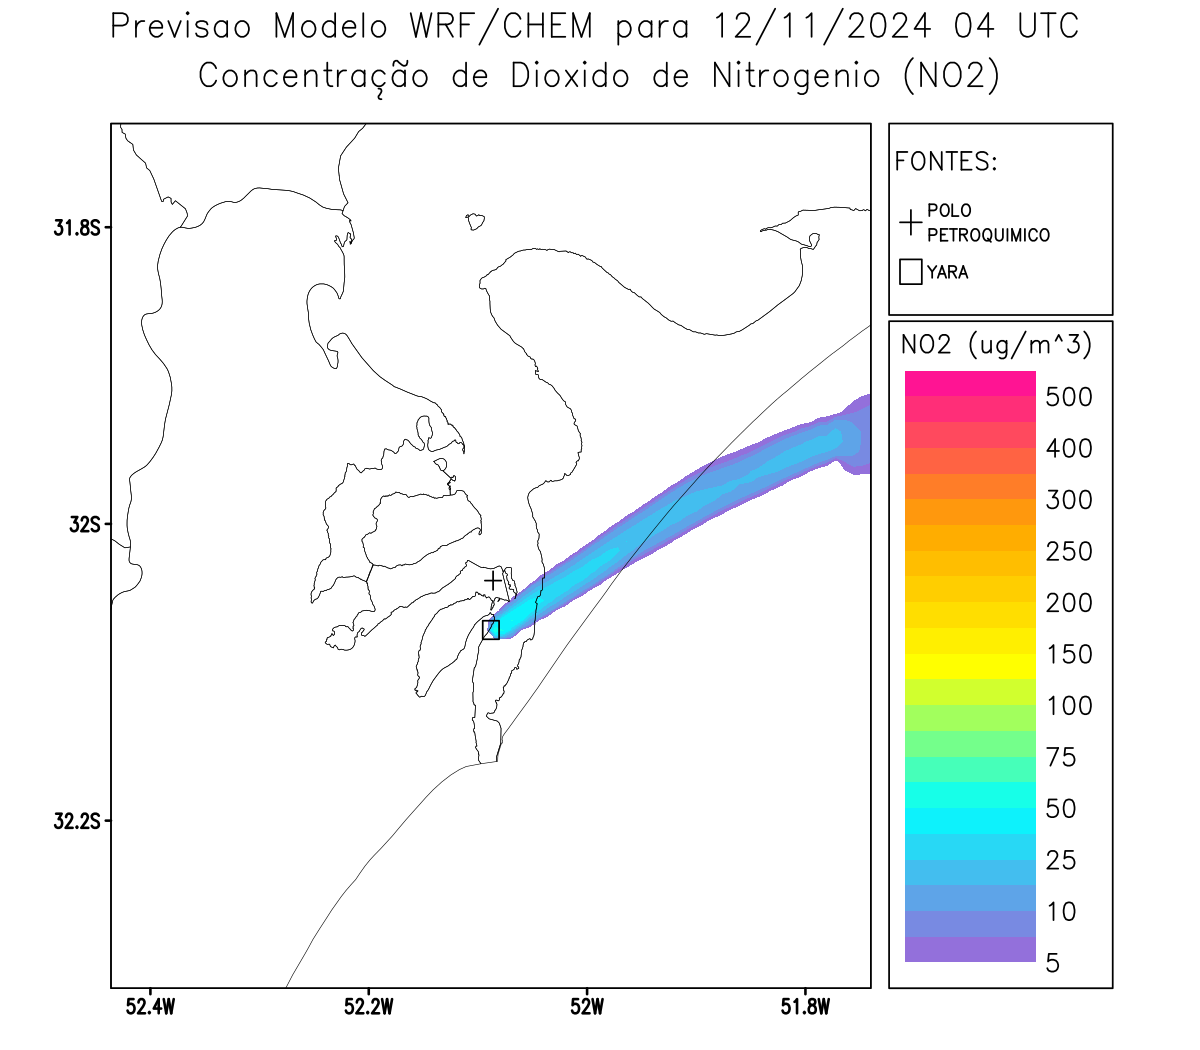 Previsao Modelo WRF/CHEM para 12/11/2024 04 UTC
Concentração de Dioxido de Nitrogenio (NO2)
FONTES:
POLO
PETROQUIMICO
YARA
NO2 (ug/m^3)
500
400
300
250
200
150
100
75
50
25
10
5
31.8S
32S
32.2S
52.4W
52.2W
52W
51.8W